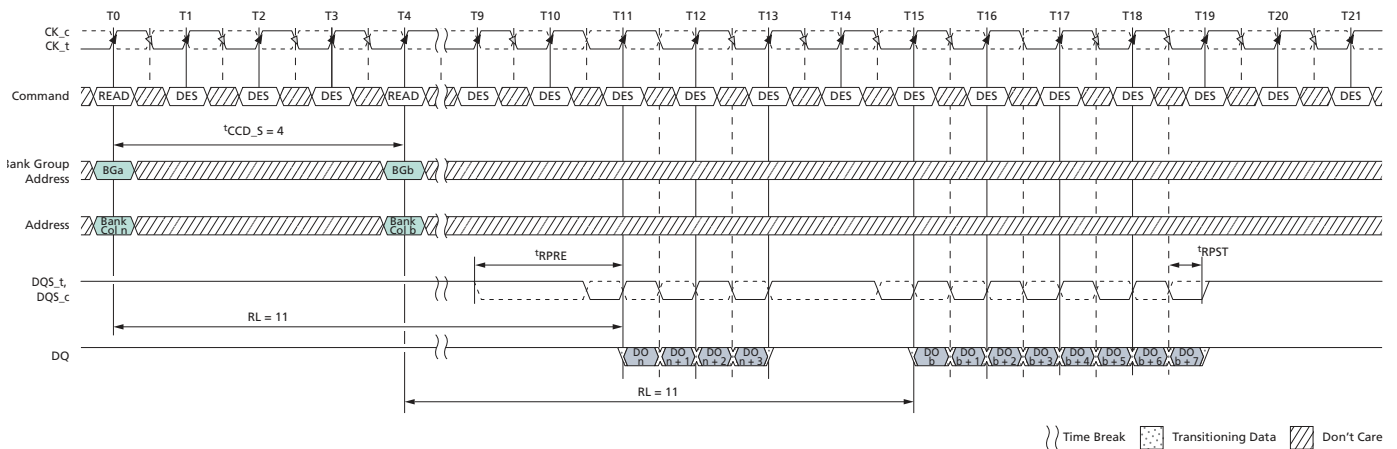 T0 T1 T2 T3 T4 T9 T10 T11 T12 T13 T14 T15 T16 T17 T18 T19 T20 T21
CK_c
CK_t
Command READ DES DES DES READ DES DES DES DES DES DES DES DES DES DES DES DES DES
tCCD_S = 4
Bank Group
Address
BGa BGb
Address
Bank
Col n
Bank
Col b
tRPRE tRPST
DQS_t,
DQS_c
RL = 11
DQ
DO n DO n + 1 DO n + 2 DO n + 3 DO b DO b + 1 DO b + 2 DO b + 3 DO b + 4 DO b + 5 DO b + 6 DO b + 7
RL = 11
Time Break Transitioning Data Don't Care